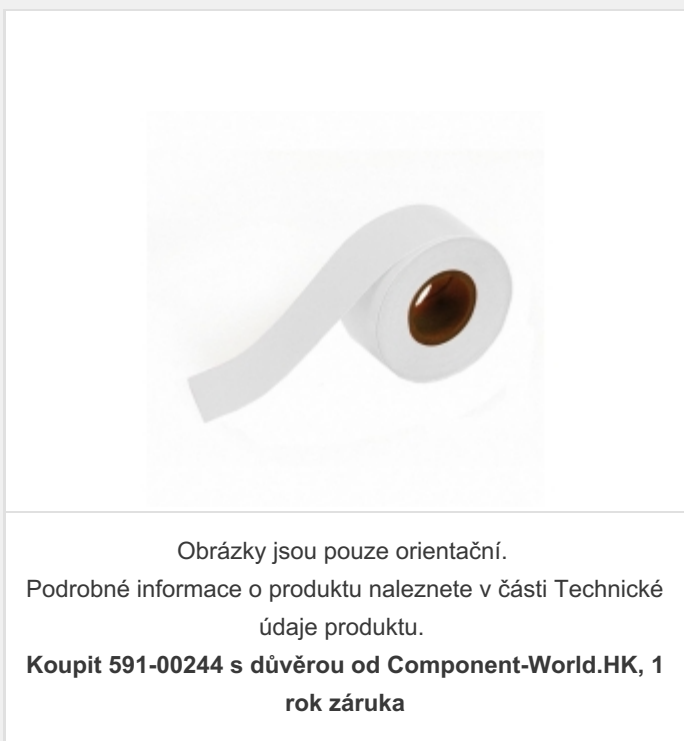 Obrázky jsou pouze orientační.
Podrobné informace o produktu naleznete v části Technické
údaje produktu.
Koupit 591-00244 s důvěrou od Component-World.HK, 1
rok záruka